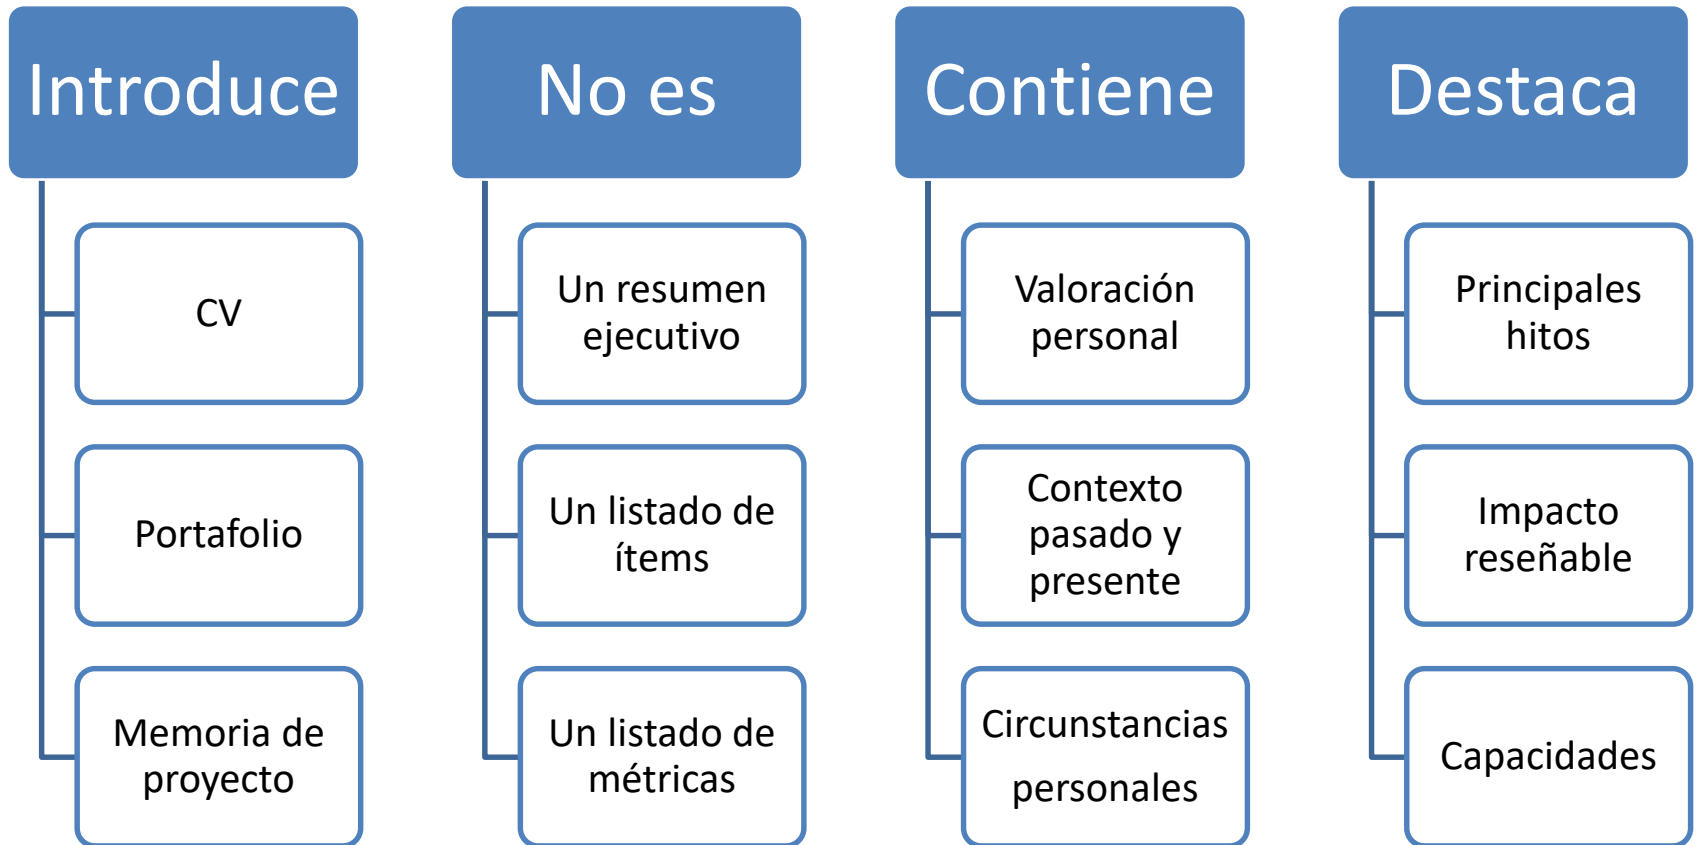 Introduce
CV
Portafolio
Memoria de
proyecto
No es
Un resumen
ejecutivo
Un listado de
ítems
Un listado de
métricas
Contiene
Valoración
personal
Contexto
pasado y
presente
Circunstancias
personales
Destaca
Principales
hitos
Impacto
reseñable
Capacidades